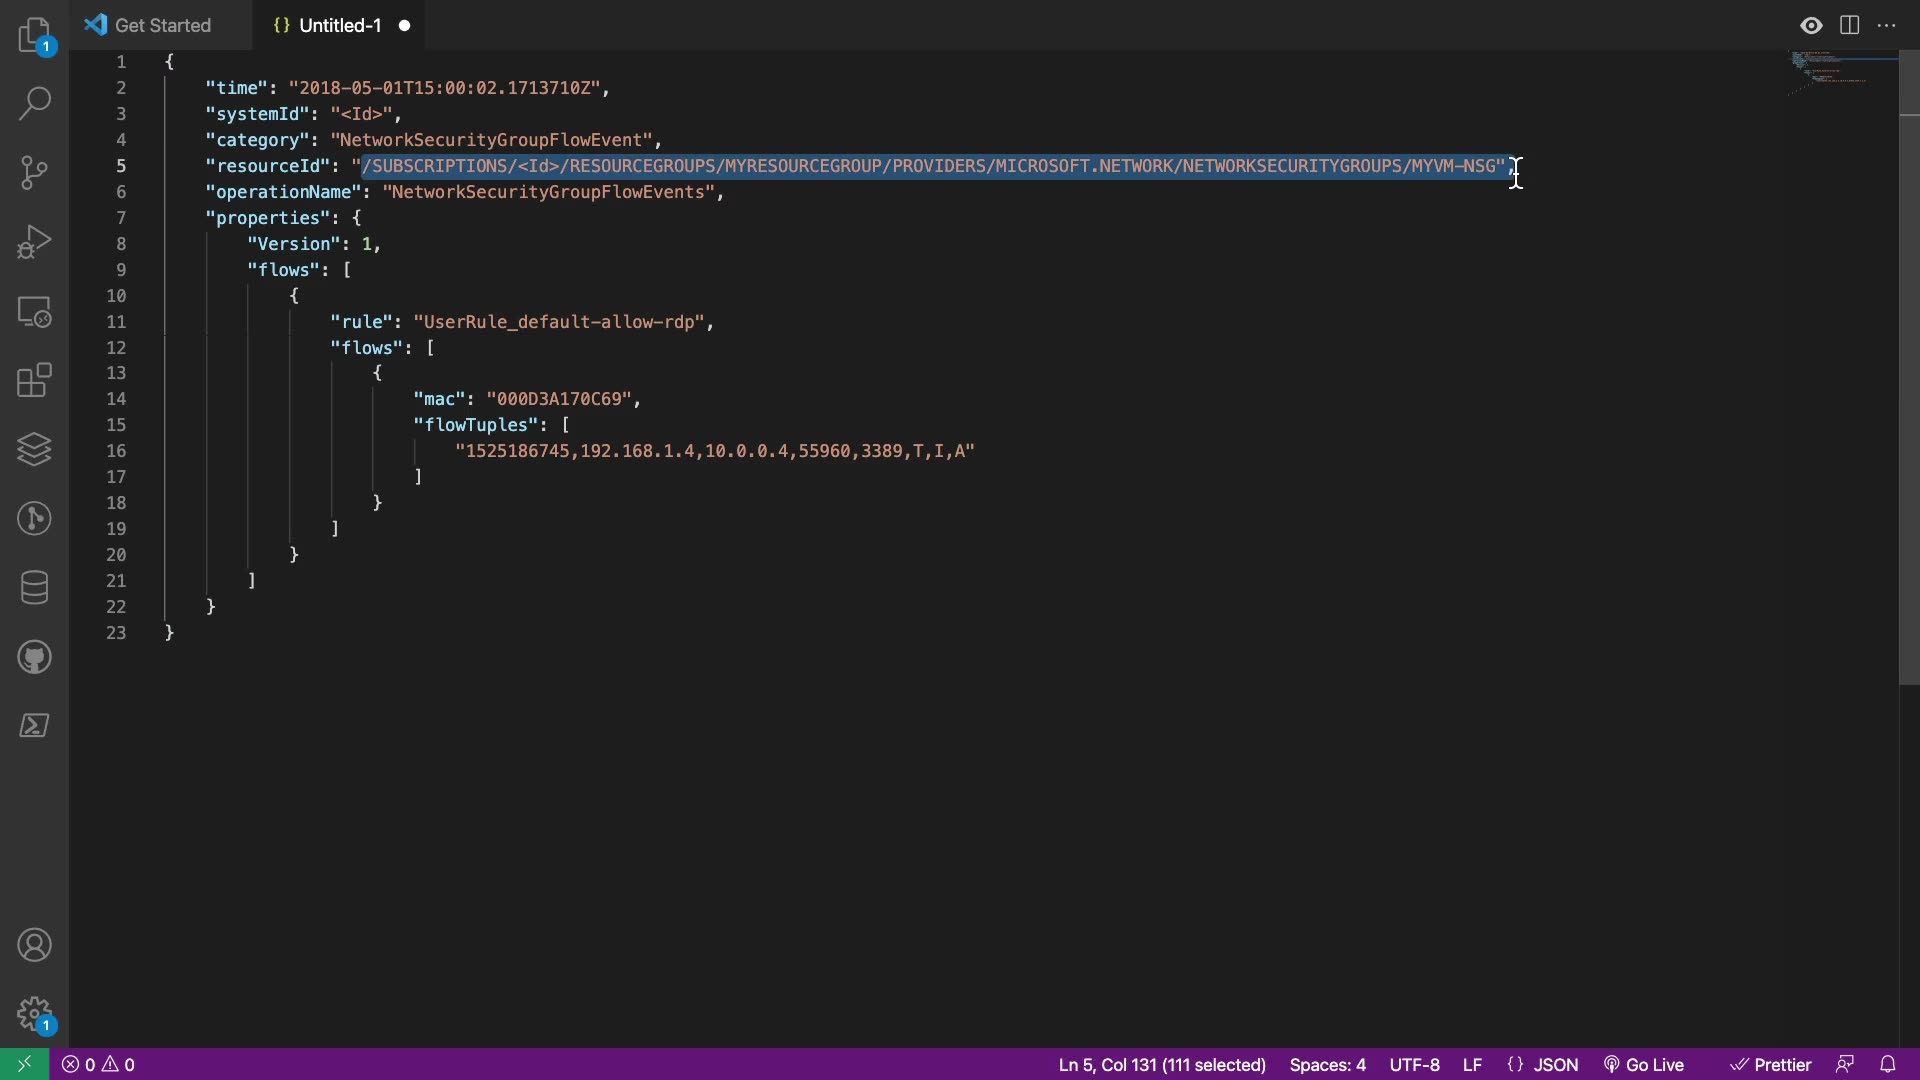 1
Get Started
{} Untitled-1
1 {
2 "time": "2018-05-01T15:00:02.1713710Z",
3 "systemId": "<Id>",
4 "category": "NetworkSecurityGroupFlowEvent",
5 "resourceId": "/SUBSCRIPTIONS/<Id>/RESOURCEGROUPS/MYRESOURCEGROUP/PROVIDERS/MICROSOFT.NETWORK/NETWORKSECURITYGROUPS/MYVM-NSG",
6 "operationName": "NetworkSecurityGroupFlowEvents",
7 "properties": {
8 "Version": 1,
9 "flows": [
10 {
11 "rule": "UserRule_default-allow-rdp",
12 "flows": [
13 {
14 "mac": "000D3A170C69",
15 "flowTuples": [
16 "1525186745,192.168.1.4,10.0.0.4,55960,3389,T,I,A"
17 ]
18 }
19 ]
20 }
21 ]
22 }
23 }
1
0 0 Ln 5, Col 131 (111 selected) Spaces: 4 UTF-8 LF {} JSON Go Live Prettier